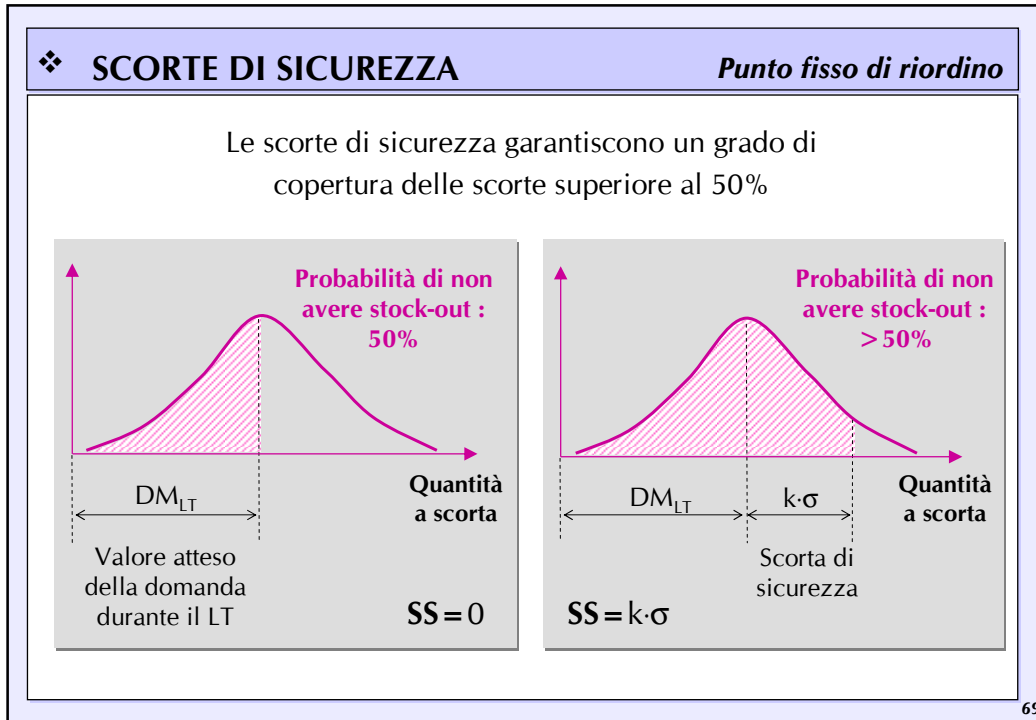 ❖ SCORTE DI SICUREZZA Punto fisso di riordino
Le scorte di sicurezza garantiscono un grado di
copertura delle scorte superiore al 50%
Probabilità di non
avere stock-out :
50%
DM_LT
Quantità
a scorta
Valore atteso
della domanda
durante il LT
SS=0
Probabilità di non
avere stock-out :
>50%
DM_LT
k·σ
Quantità
a scorta
Scorta di
sicurezza
SS=k·σ